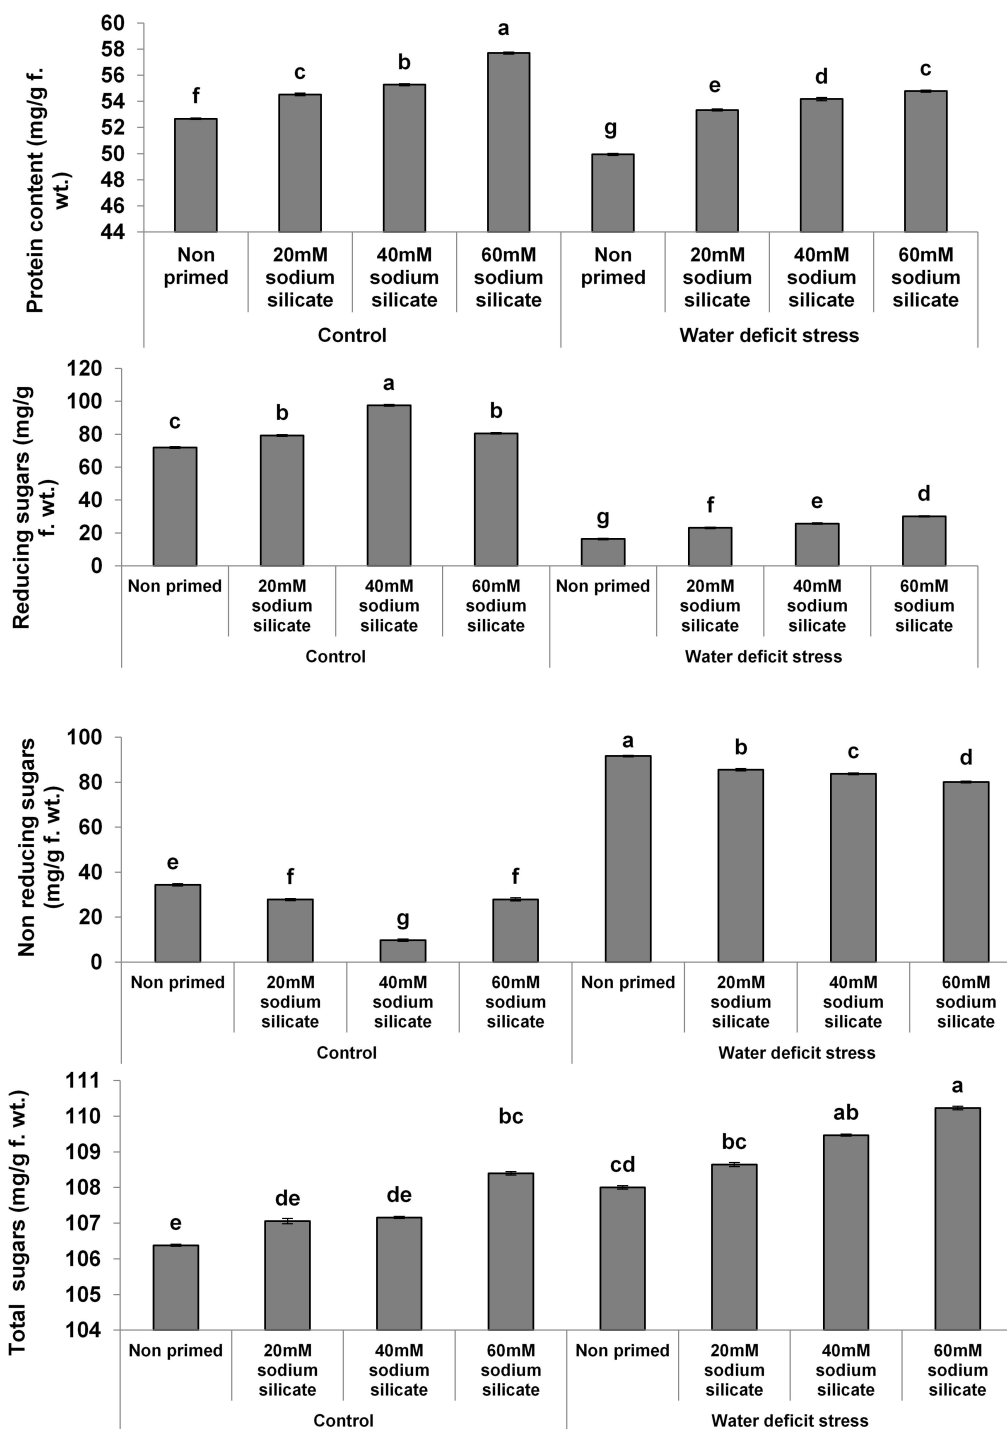 Protein content (mg/g f.
wt.)
60
58
56
54
52
50
48
46
44
f
c
b
a
g
e
d
c
Non
primed
20mM
sodium
silicate
40mM
sodium
silicate
60mM
sodium
silicate
Non
primed
20mM
sodium
silicate
40mM
sodium
silicate
60mM
sodium
silicate
Control
Water deficit stress
Reducing sugars (mg/g
f. wt.)
120
100
80
60
40
20
0
c
b
a
b
g
f
e
d
Non primed
20mM
sodium
silicate
40mM
sodium
silicate
60mM
sodium
silicate
Non primed
20mM
sodium
silicate
40mM
sodium
silicate
60mM
sodium
silicate
Control
Water deficit stress
Non reducing sugars
(mg/g f. wt.)
100
80
60
40
20
0
e
f
g
f
a
b
c
d
Non primed
20mM
sodium
silicate
40mM
sodium
silicate
60mM
sodium
silicate
Non primed
20mM
sodium
silicate
40mM
sodium
silicate
60mM
sodium
silicate
Control
Water deficit stress
Total sugars (mg/g f. wt.)
111
110
109
108
107
106
105
104
e
de
de
bc
cd
bc
ab
a
Non primed
20mM
sodium
silicate
40mM
sodium
silicate
60mM
sodium
silicate
Non primed
20mM
sodium
silicate
40mM
sodium
silicate
60mM
sodium
silicate
Control
Water deficit stress